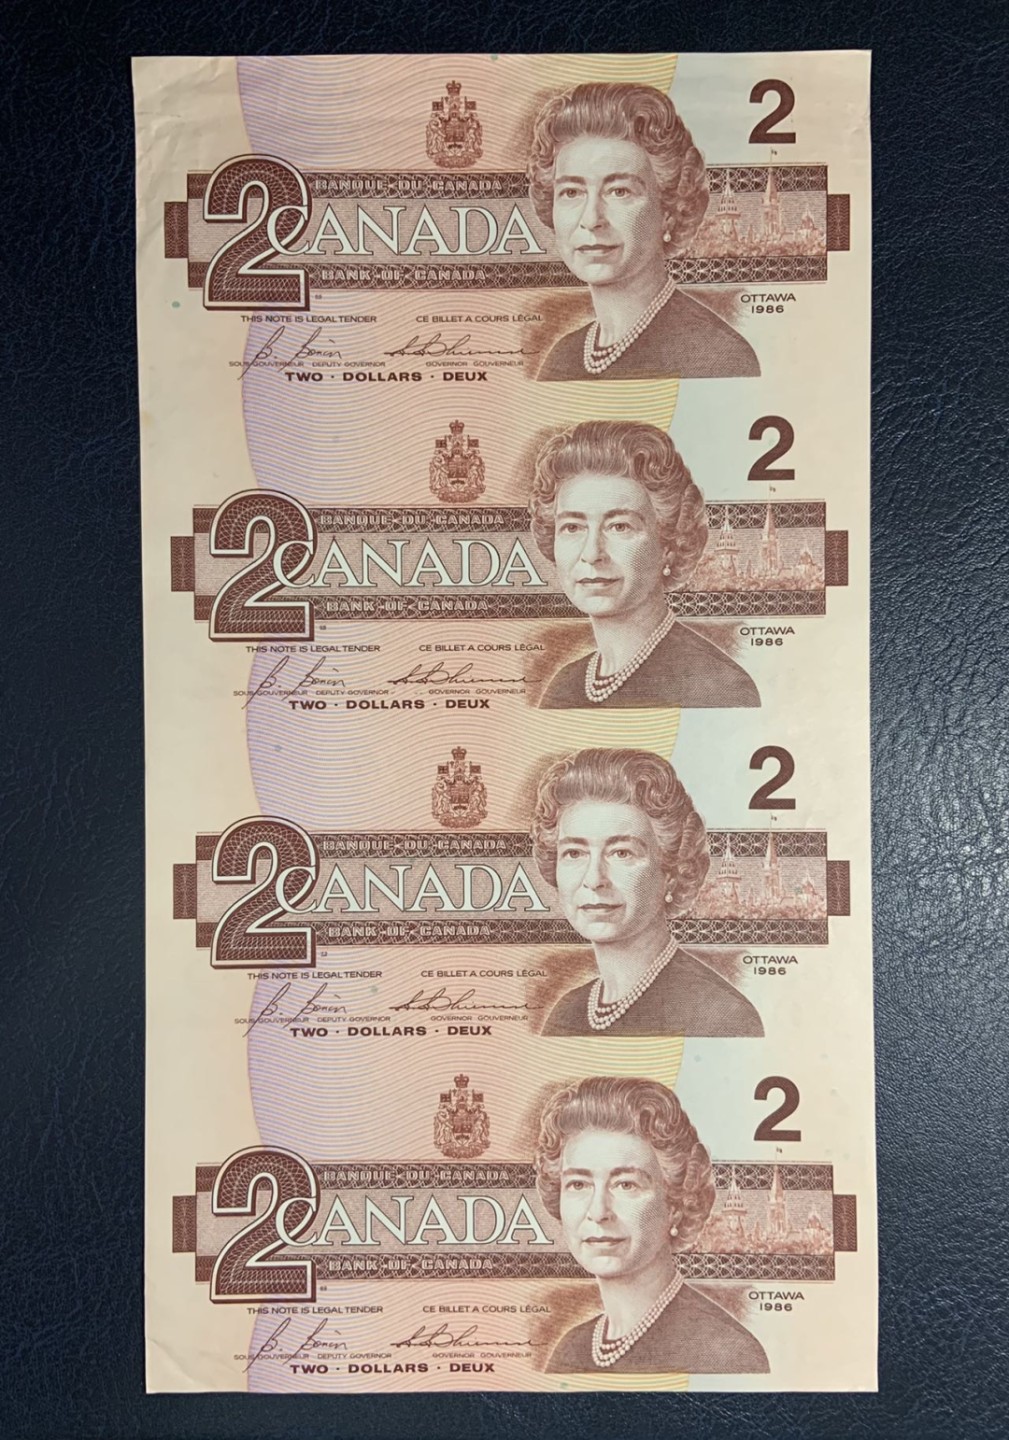 2
BANQUE·DU·CANADA
2 CANADA
BANK·OF·CANADA
OTTAWA
1986
THIS NOTE IS LEGAL TENDER CE BILLET A COURS LÉGAL
SOUS-GOUVERNEUR DEPUTY-GOVERNOR GOVERNOR GOUVERNEUR
TWO · DOLLARS · DEUX
2
BANQUE·DU·CANADA
2 CANADA
BANK·OF·CANADA
OTTAWA
1986
THIS NOTE IS LEGAL TENDER CE BILLET A COURS LÉGAL
SOUS-GOUVERNEUR DEPUTY-GOVERNOR GOVERNOR GOUVERNEUR
TWO · DOLLARS · DEUX
2
BANQUE·DU·CANADA
2 CANADA
BANK·OF·CANADA
OTTAWA
1986
THIS NOTE IS LEGAL TENDER CE BILLET A COURS LÉGAL
SOUS-GOUVERNEUR DEPUTY-GOVERNOR GOVERNOR GOUVERNEUR
TWO · DOLLARS · DEUX
2
BANQUE·DU·CANADA
2 CANADA
BANK·OF·CANADA
OTTAWA
1986
THIS NOTE IS LEGAL TENDER CE BILLET A COURS LÉGAL
SOUS-GOUVERNEUR DEPUTY-GOVERNOR GOVERNOR GOUVERNEUR
TWO · DOLLARS · DEUX